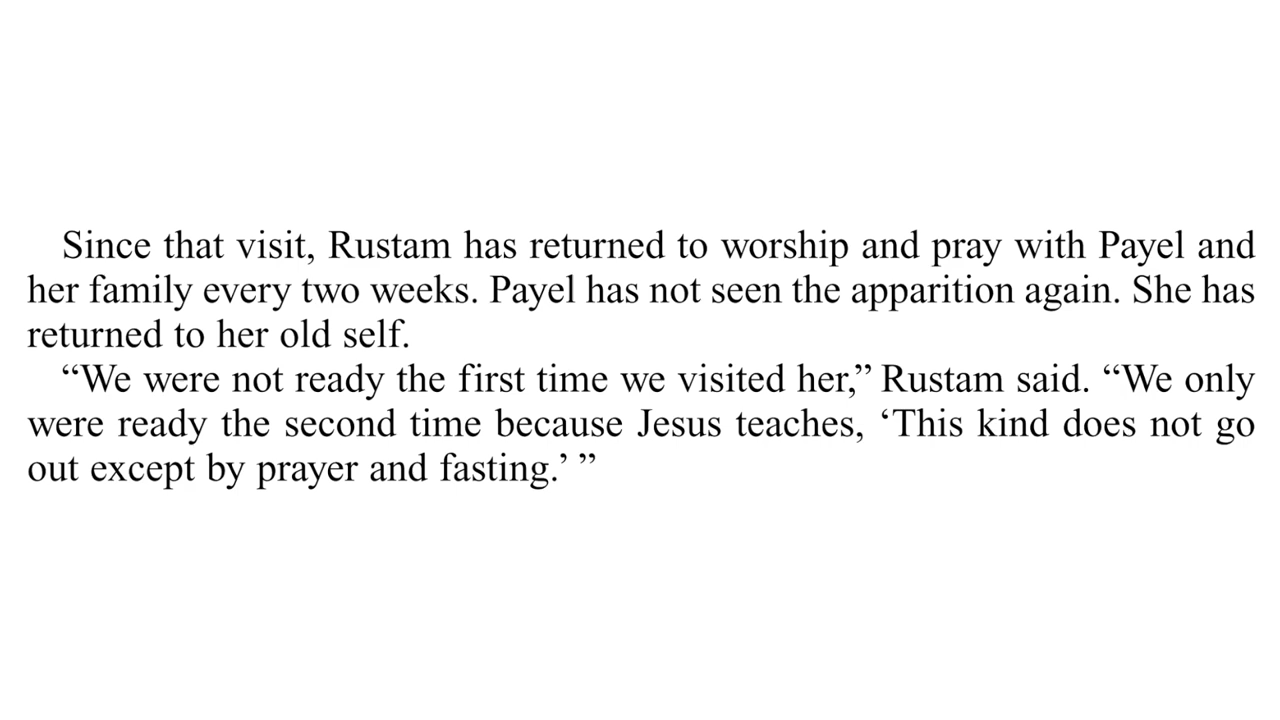 Since that visit, Rustam has returned to worship and pray with Payel and
her family every two weeks. Payel has not seen the apparition again. She has
returned to her old self.
“We were not ready the first time we visited her,” Rustam said. “We only
were ready the second time because Jesus teaches, ‘This kind does not go
out except by prayer and fasting.’ ”